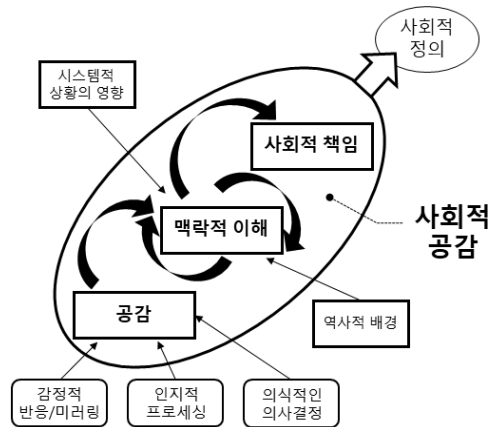 사회적
정의
시스템적
상황의 영향
사회적 책임
맥락적 이해
사회적
공감
공감
역사적 배경
감정적
반응/미러링
인지적
프로세싱
의식적인
의사결정